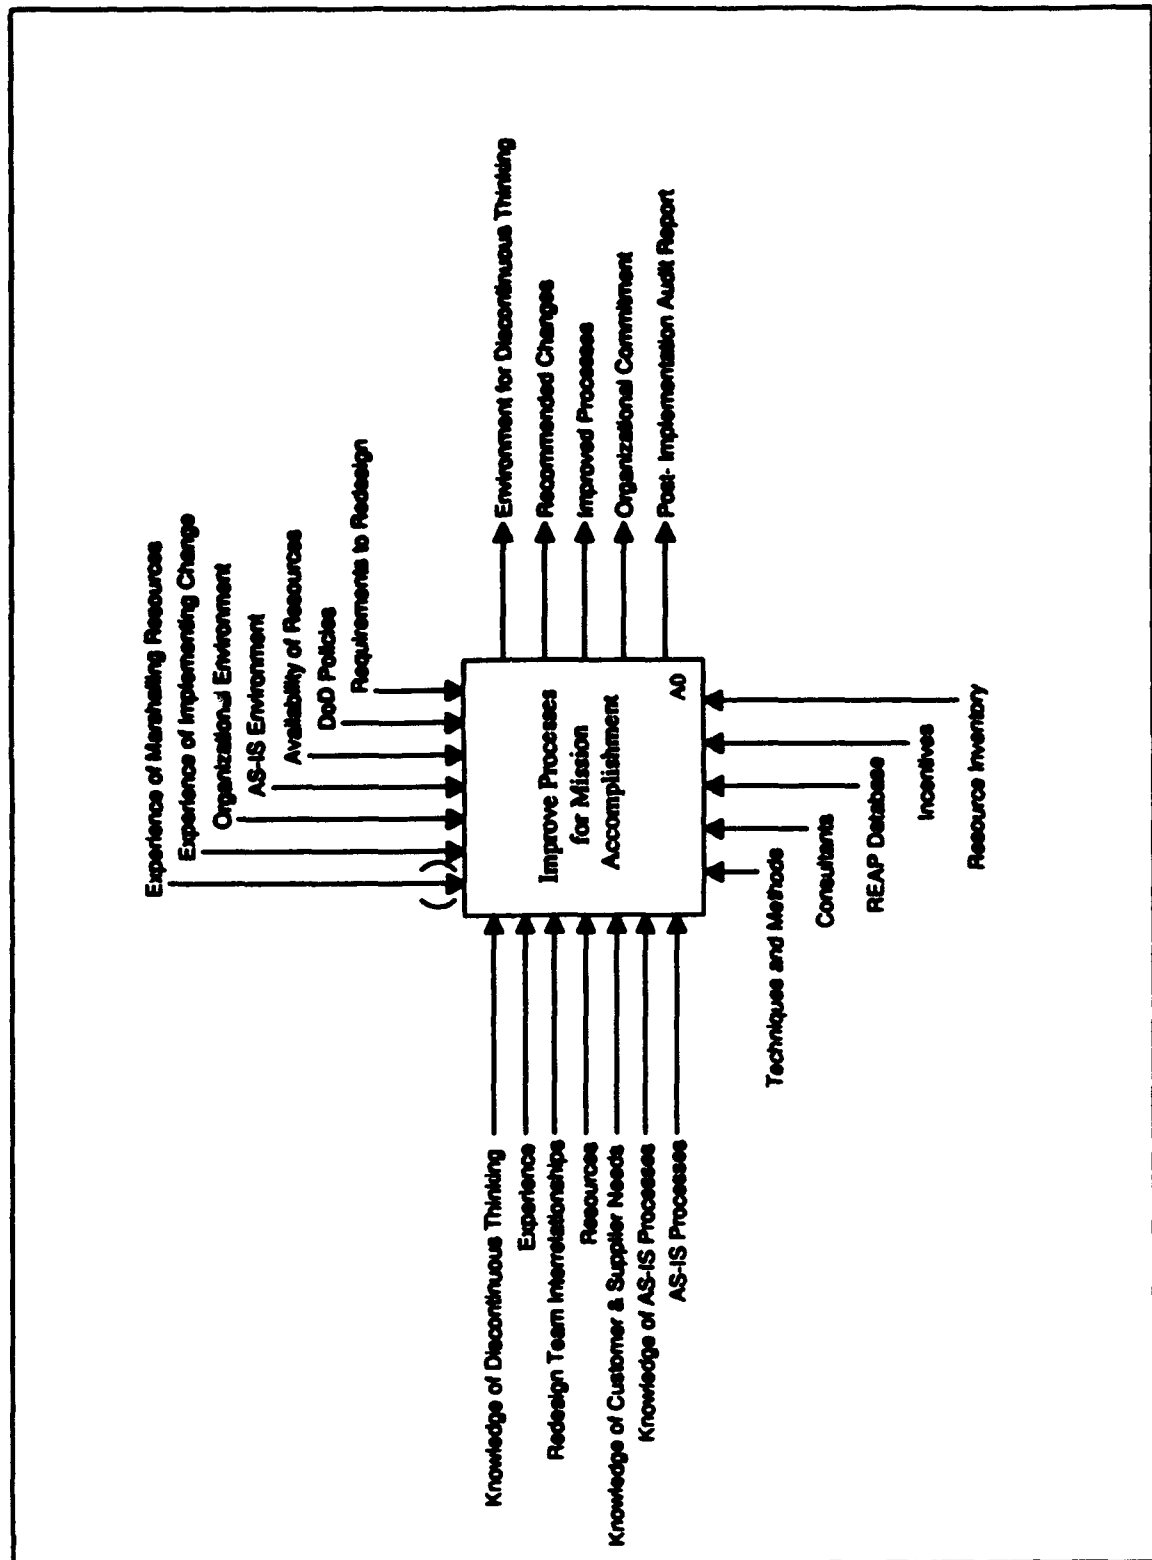 Experience of Marshalling Resources
Experience of Implementing Change
Organizational Environment
AS-IS Environment
Availability of Resources
DoD Policies
Requirements to Redesign
Knowledge of Discontinuous Thinking
Experience
Redesign Team Interrelationships
Resources
Knowledge of Customer & Supplier Needs
Knowledge of AS-IS Processes
AS-IS Processes
Improve Processes
for Mission
Accomplishment
A0
Environment for Discontinuous Thinking
Recommended Changes
Improved Processes
Organizational Commitment
Post- Implementation Audit Report
Techniques and Methods
Consultants
REAP Database
Incentives
Resource Inventory